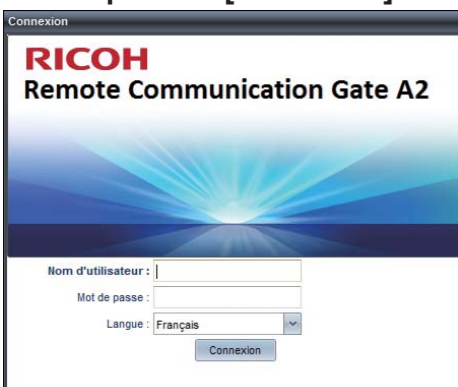 Connexion
RICOH
Remote Communication Gate A2
Nom d'utilisateur :
Mot de passe :
Langue : Français
Connexion